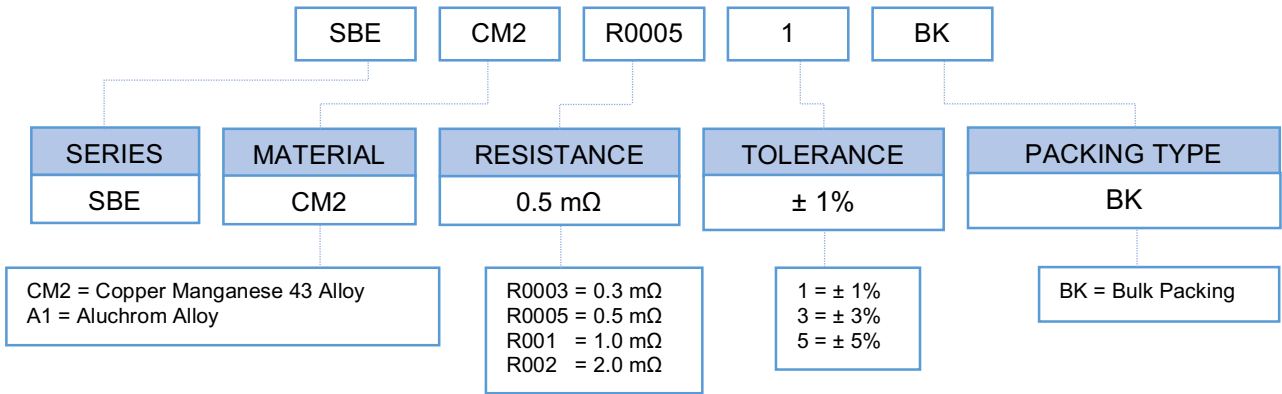 SBE CM2 R0005 1 BK
SERIES MATERIAL RESISTANCE TOLERANCE PACKING TYPE
SBE CM2 0.5 mΩ ± 1% BK
CM2 = Copper Manganese 43 Alloy
A1 = Aluchrom Alloy
R0003 = 0.3 mΩ
R0005 = 0.5 mΩ
R001 = 1.0 mΩ
R002 = 2.0 mΩ
1 = ± 1%
3 = ± 3%
5 = ± 5%
BK = Bulk Packing